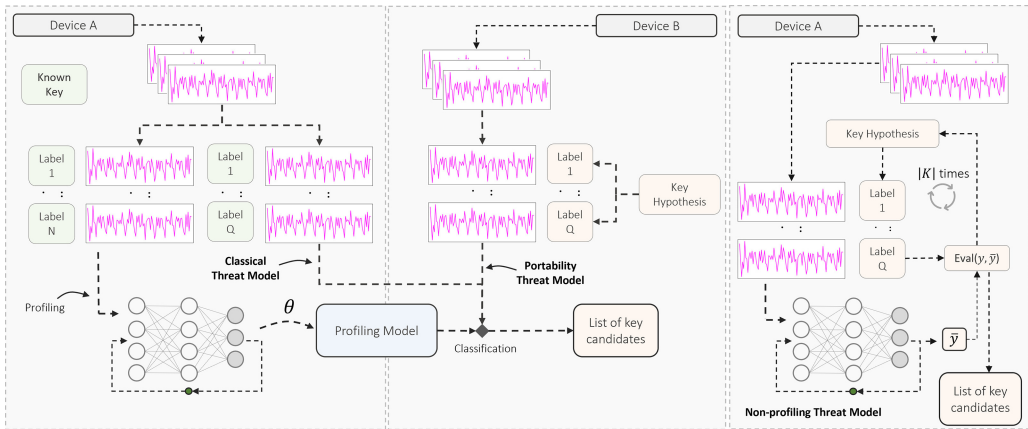 Device A
Known
Key
Label
1
. .
Label
N
. .
. .
Label
1
. .
Label
Q
. .
. .
Classical
Threat Model
Profiling
θ
Profiling Model
Device B
Label
1
. .
Label
Q
. .
. .
Key
Hypothesis
Portability
Threat Model
Classification
List of key
candidates
Device A
Key Hypothesis
|K| times
Label
1
. .
Label
Q
. .
. .
Eval(y, ȳ)
ȳ
Non-profiling Threat Model
List of key
candidates